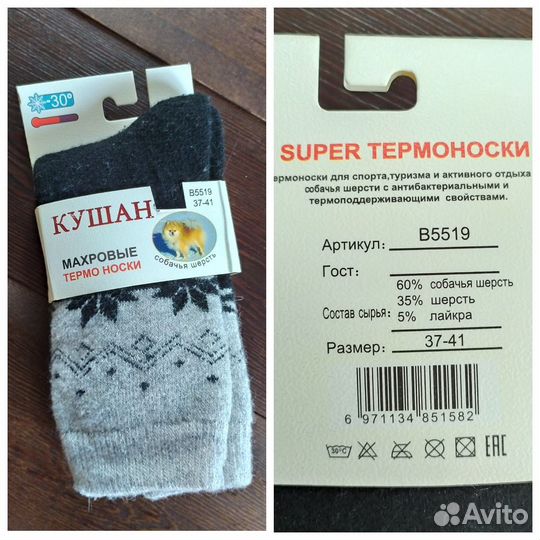 -30°
B5519
37-41
КУШАН
МАХРОВЫЕ
ТЕРМО НОСКИ
собачья шерсть
SUPER ТЕРМОНОСКИ
ермоноски для спорта,туризма и активного отдыха
собачья шерсти с антибактериальными и
термоподдерживающими свойствами.
Артикул: B5519
Гост:
60% собачья шерсть
Состав сырья: 35% шерсть
5% лайкра
Размер: 37-41
6 971134 851582
30°C
EAC
Avito